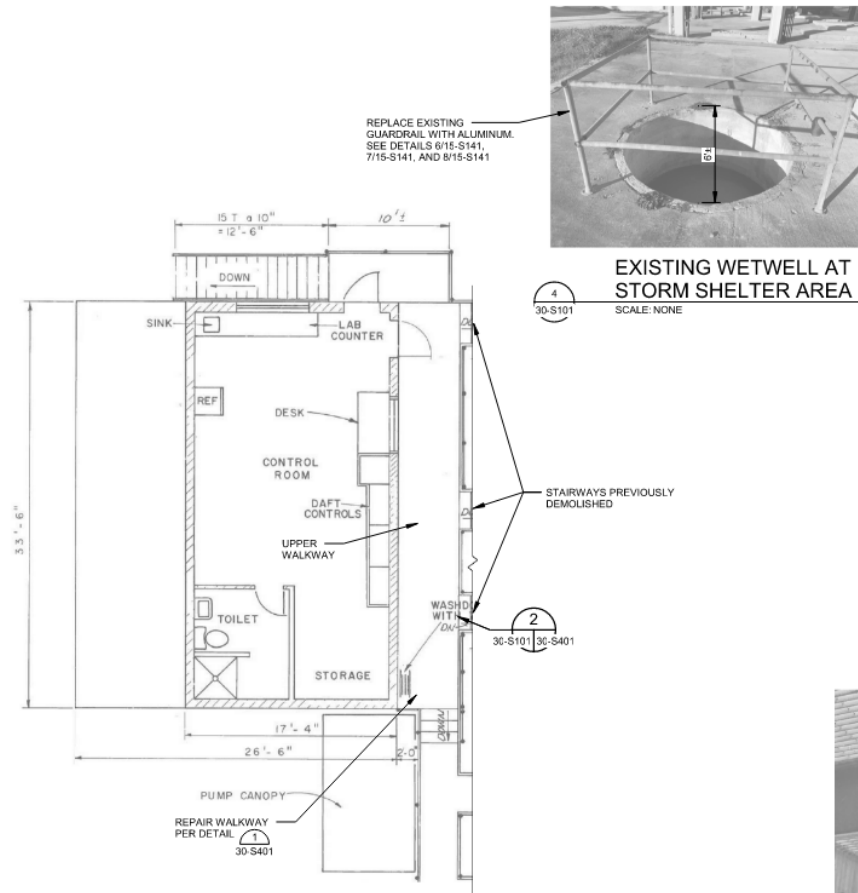 REPLACE EXISTING
GUARDRAIL WITH ALUMINUM.
SEE DETAILS 6/15-S141,
7/15-S141, AND 8/15-S141
6'±
EXISTING WETWELL AT
STORM SHELTER AREA
4
30-S101
SCALE: NONE
15 T @ 10"
= 12'-6"
10'±
DOWN
SINK
LAB
COUNTER
REF
DESK
CONTROL
ROOM
DAFT
CONTROLS
UPPER
WALKWAY
STAIRWAYS PREVIOUSLY
DEMOLISHED
33'-6"
TOILET
WASHD
WITH
DN
2
30-S101 30-S401
STORAGE
DOWN
17'-4"
26'-6"
2-0"
PUMP CANOPY
REPAIR WALKWAY
PER DETAIL
1
30-S401